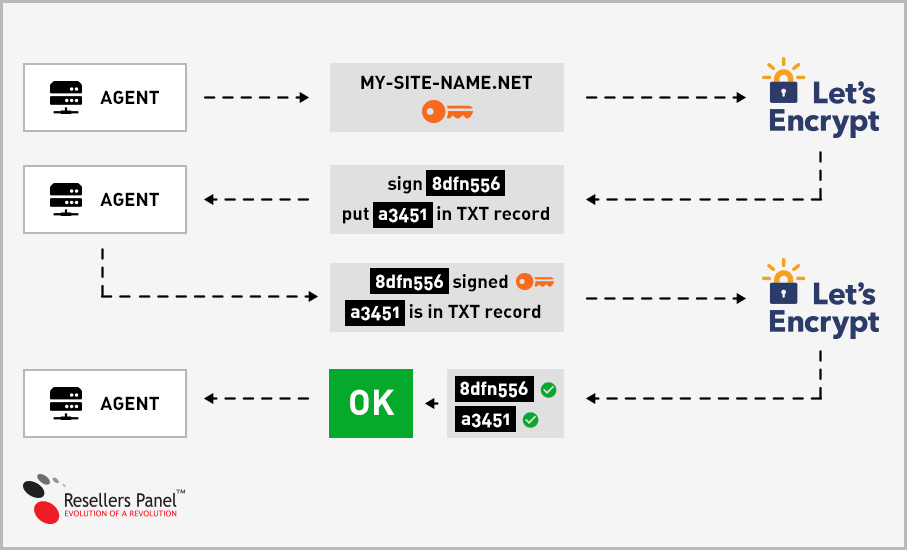 AGENT
MY-SITE-NAME.NET
Let's
Encrypt
AGENT
sign 8dfn556
put a3451 in TXT record
8dfn556 signed
a3451 is in TXT record
Let's
Encrypt
AGENT
OK
8dfn556
a3451
Resellers Panel™
EVOLUTION OF A REVOLUTION